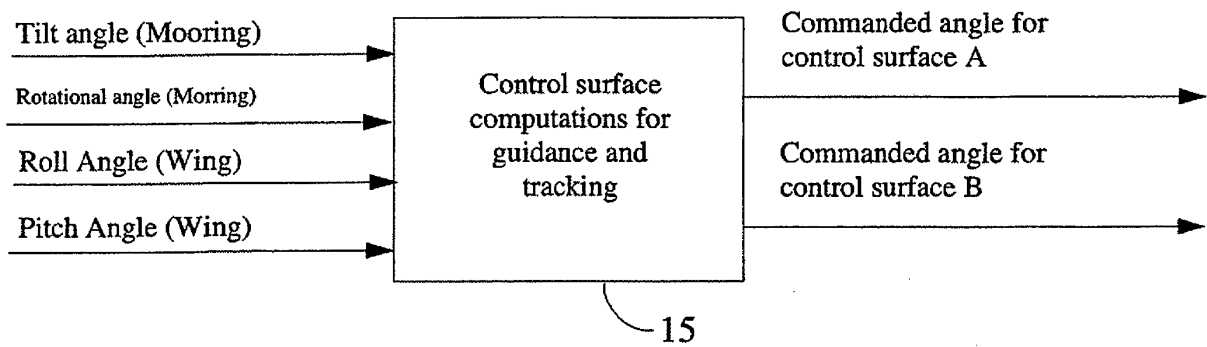 Tilt angle (Mooring)
Rotational angle (Morring)
Roll Angle (Wing)
Pitch Angle (Wing)
Control surface
computations for
guidance and
tracking
15
Commanded angle for
control surface A
Commanded angle for
control surface B